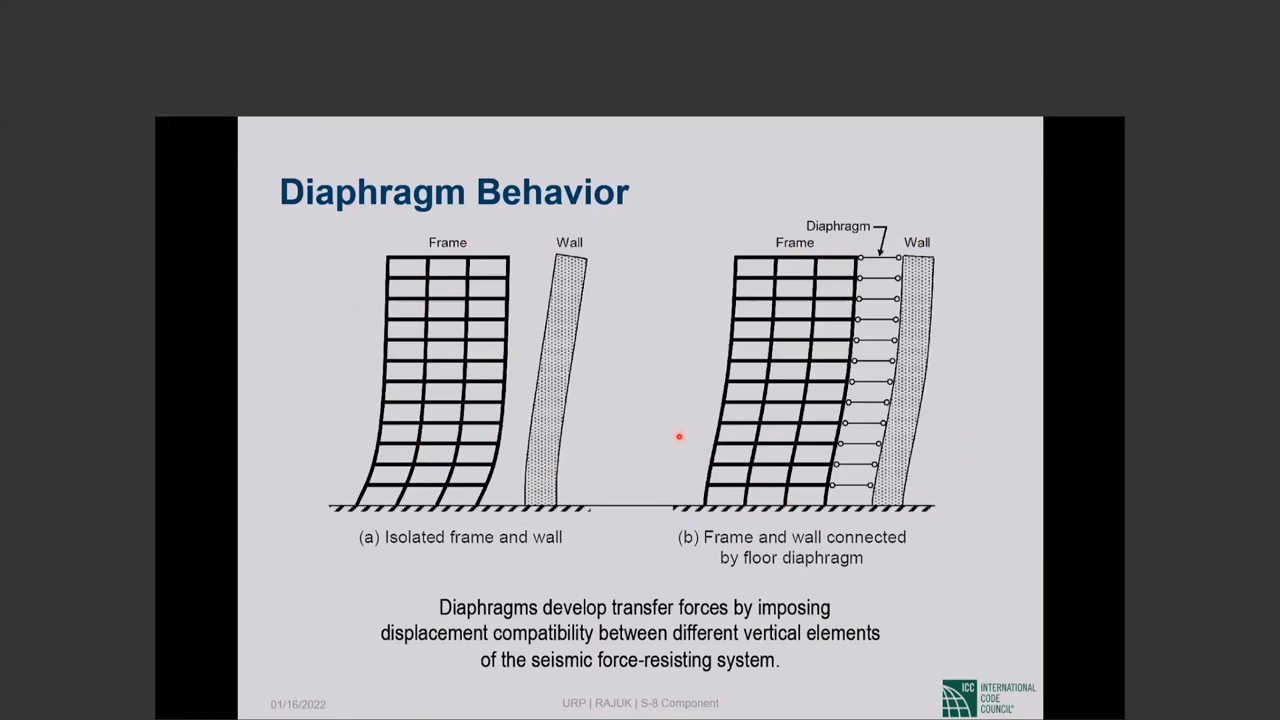 Diaphragm Behavior
Diaphragm
Frame
Wall
Frame
Wall
(a) Isolated frame and wall
(b) Frame and wall connected
by floor diaphragm
Diaphragms develop transfer forces by imposing
displacement compatibility between different vertical elements
of the seismic force-resisting system.
01/16/2022
URP | RAJUK | S-8 Component
ICC
INTERNATIONAL
CODE
COUNCIL®